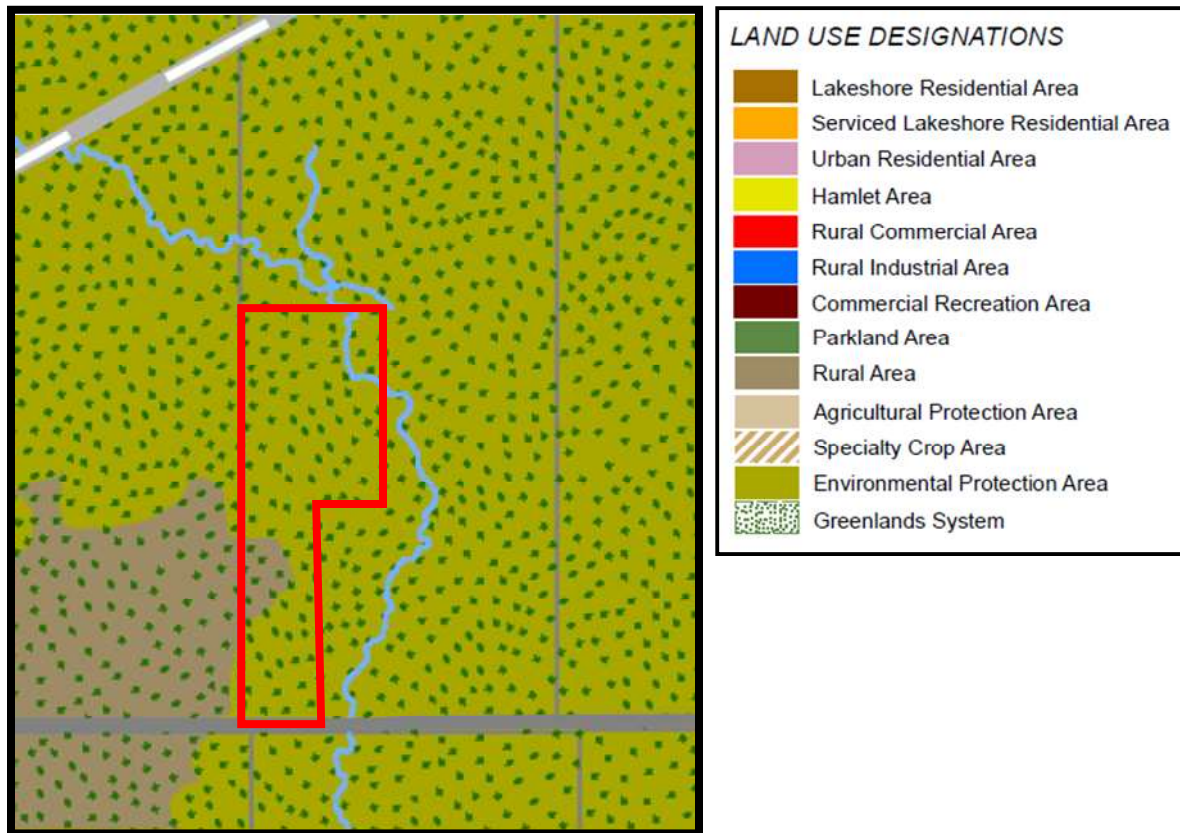 LAND USE DESIGNATIONS
Lakeshore Residential Area
Serviced Lakeshore Residential Area
Urban Residential Area
Hamlet Area
Rural Commercial Area
Rural Industrial Area
Commercial Recreation Area
Parkland Area
Rural Area
Agricultural Protection Area
Specialty Crop Area
Environmental Protection Area
Greenlands System